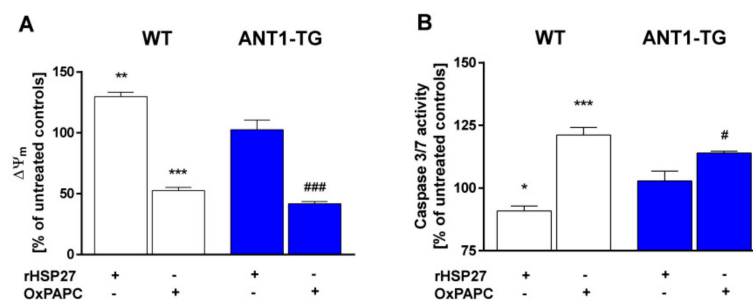 A
WT ANT1-TG
ΔΨm
[% of untreated controls]
150
100
50
0
** *** ###
rHSP27 + - + -
OxPAPC - + - +
B
WT ANT1-TG
Caspase 3/7 activity
[% of untreated controls]
150
125
100
75
* *** #
rHSP27 + - + -
OxPAPC - + - +